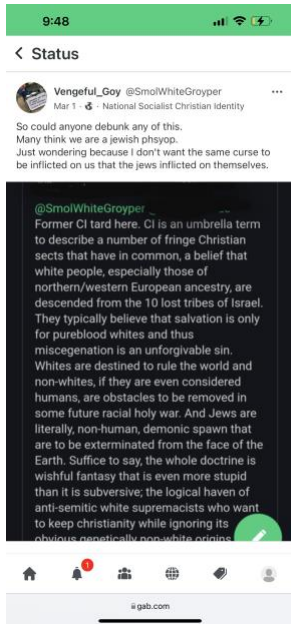 9:48
Status
Vengeful_Goy @SmolWhiteGroyper
Mar 1 · National Socialist Christian Identity
So could anyone debunk any of this.
Many think we are a jewish phsyop.
Just wondering because I don't want the same curse to
be inflicted on us that the jews inflicted on themselves.
@SmolWhiteGroyper
Former CI tard here. CI is an umbrella term
to describe a number of fringe Christian
sects that have in common, a belief that
white people, especially those of
northern/western European ancestry, are
descended from the 10 lost tribes of Israel.
They typically believe that salvation is only
for pureblood whites and thus
miscegenation is an unforgivable sin.
Whites are destined to rule the world and
non-whites, if they are even considered
humans, are obstacles to be removed in
some future racial holy war. And Jews are
literally, non-human, demonic spawn that
are to be exterminated from the face of the
Earth. Suffice to say, the whole doctrine is
wishful fantasy that is even more stupid
than it is subversive; the logical haven of
anti-semitic white supremacists who want
to keep christianity while ignoring its
obvious genetically non-white origins
1
gab.com